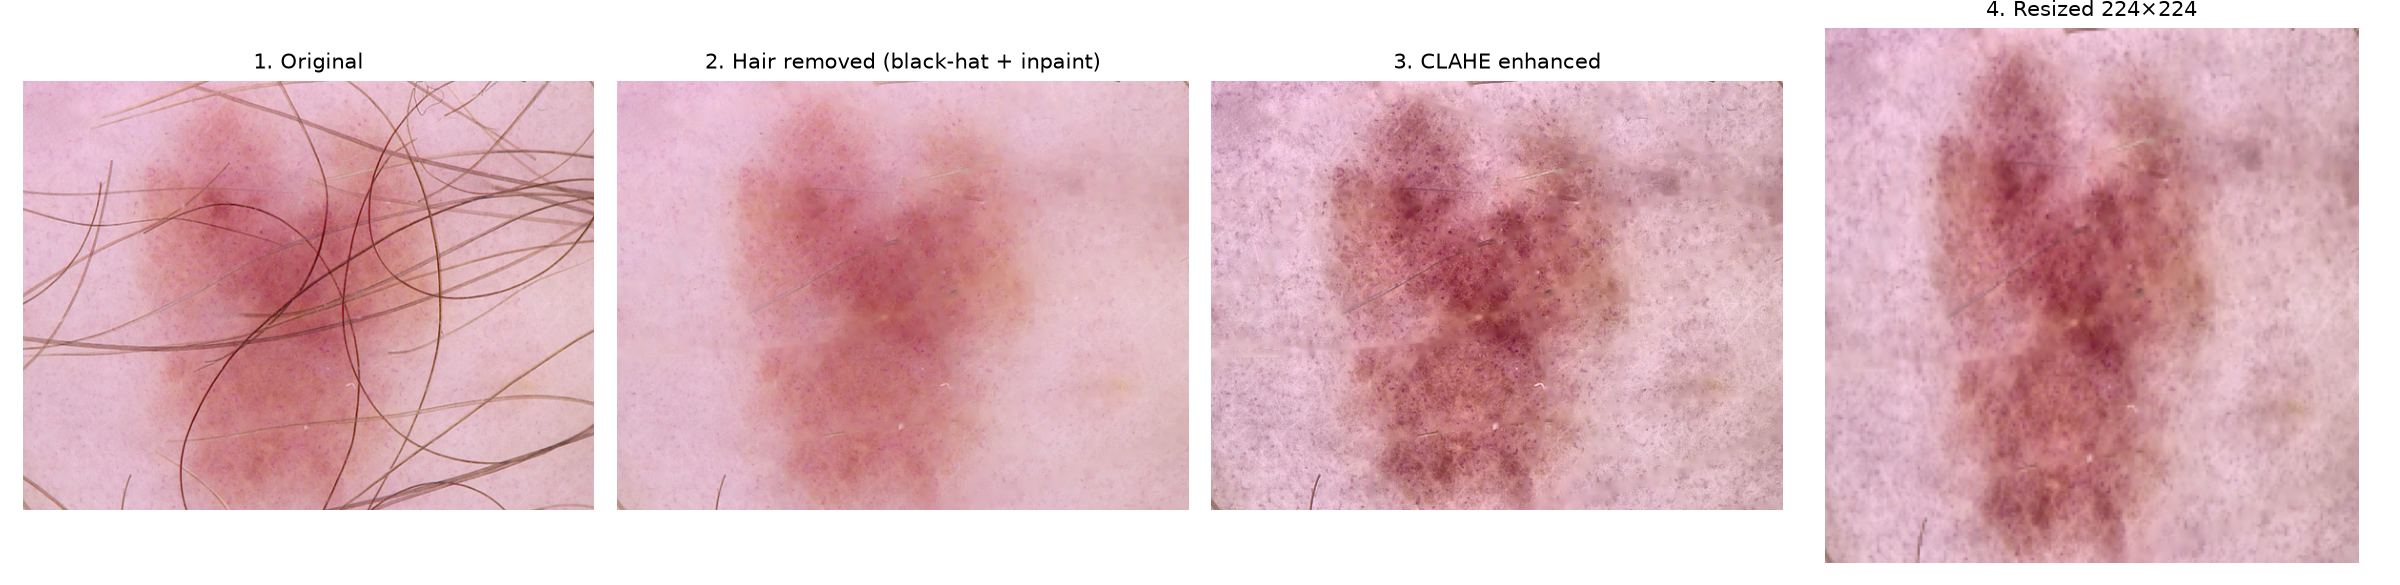 1. Original
2. Hair removed (black-hat + inpaint)
3. CLAHE enhanced
4. Resized 224×224